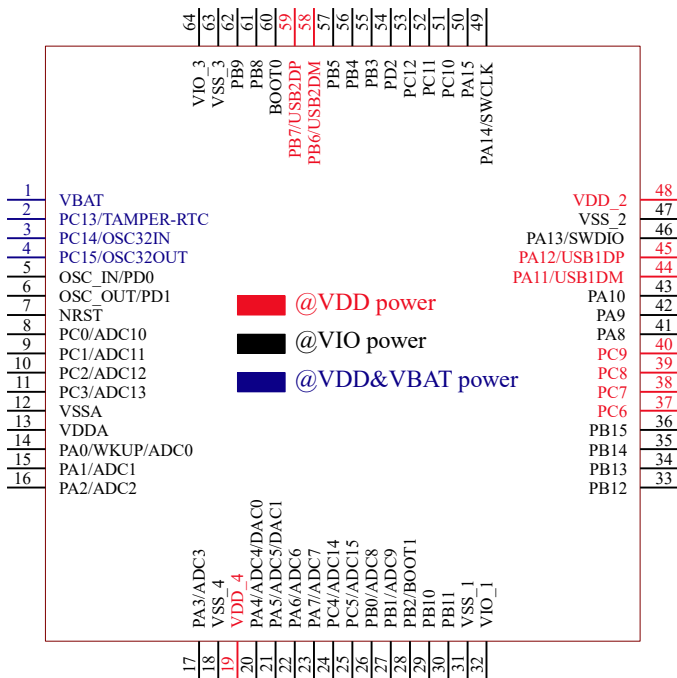 64 63 62 61 60 59 58 57 56 55 54 53 52 51 50 49
VIO_3
VSS_3
PB9
PB8
BOOT0
PB7/USB2DP
PB6/USB2DM
PB5
PB4
PB3
PD2
PC12
PC11
PC10
PA15
PA14/SWCLK
1 VBAT
2 PC13/TAMPER-RTC
3 PC14/OSC32IN
4 PC15/OSC32OUT
5 OSC_IN/PD0
6 OSC_OUT/PD1
7 NRST
8 PC0/ADC10
9 PC1/ADC11
10 PC2/ADC12
11 PC3/ADC13
12 VSSA
13 VDDA
14 PA0/WKUP/ADC0
15 PA1/ADC1
16 PA2/ADC2
@VDD power
@VIO power
@VDD&VBAT power
VDD_2 48
VSS_2 47
PA13/SWDIO 46
PA12/USB1DP 45
PA11/USB1DM 44
PA10 43
PA9 42
PA8 41
PC9 40
PC8 39
PC7 38
PC6 37
PB15 36
PB14 35
PB13 34
PB12 33
PA3/ADC3
VSS_4
VDD_4
PA4/ADC4/DAC0
PA5/ADC5/DAC1
PA6/ADC6
PA7/ADC7
PC4/ADC14
PC5/ADC15
PB0/ADC8
PB1/ADC9
PB2/BOOT1
PB10
PB11
VSS_1
VIO_1
17 18 19 20 21 22 23 24 25 26 27 28 29 30 31 32